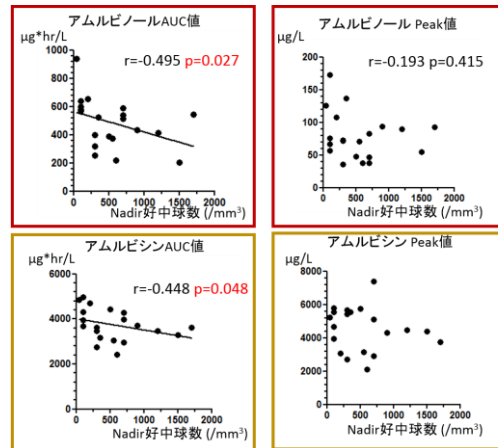 アムルビノールAUC値
μg*hr/L
r=-0.495 p=0.027
1000
800
600
400
200
0
0 500 1000 1500 2000
Nadir好中球数 (/mm³)
アムルビノール Peak値
μg/L
r=-0.193 p=0.415
200
150
100
50
0
0 500 1000 1500 2000
Nadir好中球数 (/mm³)
アムルビシンAUC値
μg*hr/L
r=-0.448 p=0.048
6000
4000
2000
0
0 500 1000 1500 2000
Nadir好中球数 (/mm³)
アムルビシン Peak値
μg/L
8000
6000
4000
2000
0
0 500 1000 1500 2000
Nadir好中球数 (/mm³)